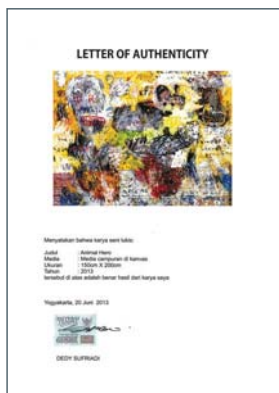 LETTER OF AUTHENTICITY
Menyatakan bahwa karya seni lukis:
Judul : Animal Hero
Media : Media campuran di kanvas
Ukuran : 150cm X 200cm
Tahun : 2013
tersebut di atas adalah benar hasil dari karya saya
Yogyakarta, 20 Juni 2013
DEDY SUFRIADI